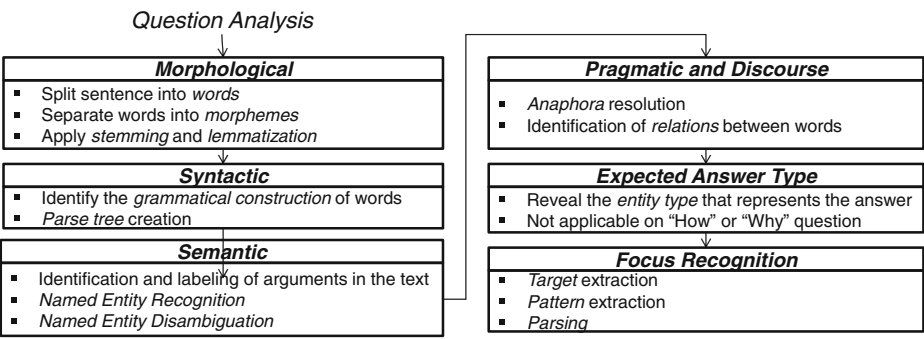 Question Analysis
Morphological
▪ Split sentence into words
▪ Separate words into morphemes
▪ Apply stemming and lemmatization
Syntactic
▪ Identify the grammatical construction of words
▪ Parse tree creation
Semantic
▪ Identification and labeling of arguments in the text
▪ Named Entity Recognition
▪ Named Entity Disambiguation
Pragmatic and Discourse
▪ Anaphora resolution
▪ Identification of relations between words
Expected Answer Type
▪ Reveal the entity type that represents the answer
▪ Not applicable on “How” or “Why” question
Focus Recognition
▪ Target extraction
▪ Pattern extraction
▪ Parsing